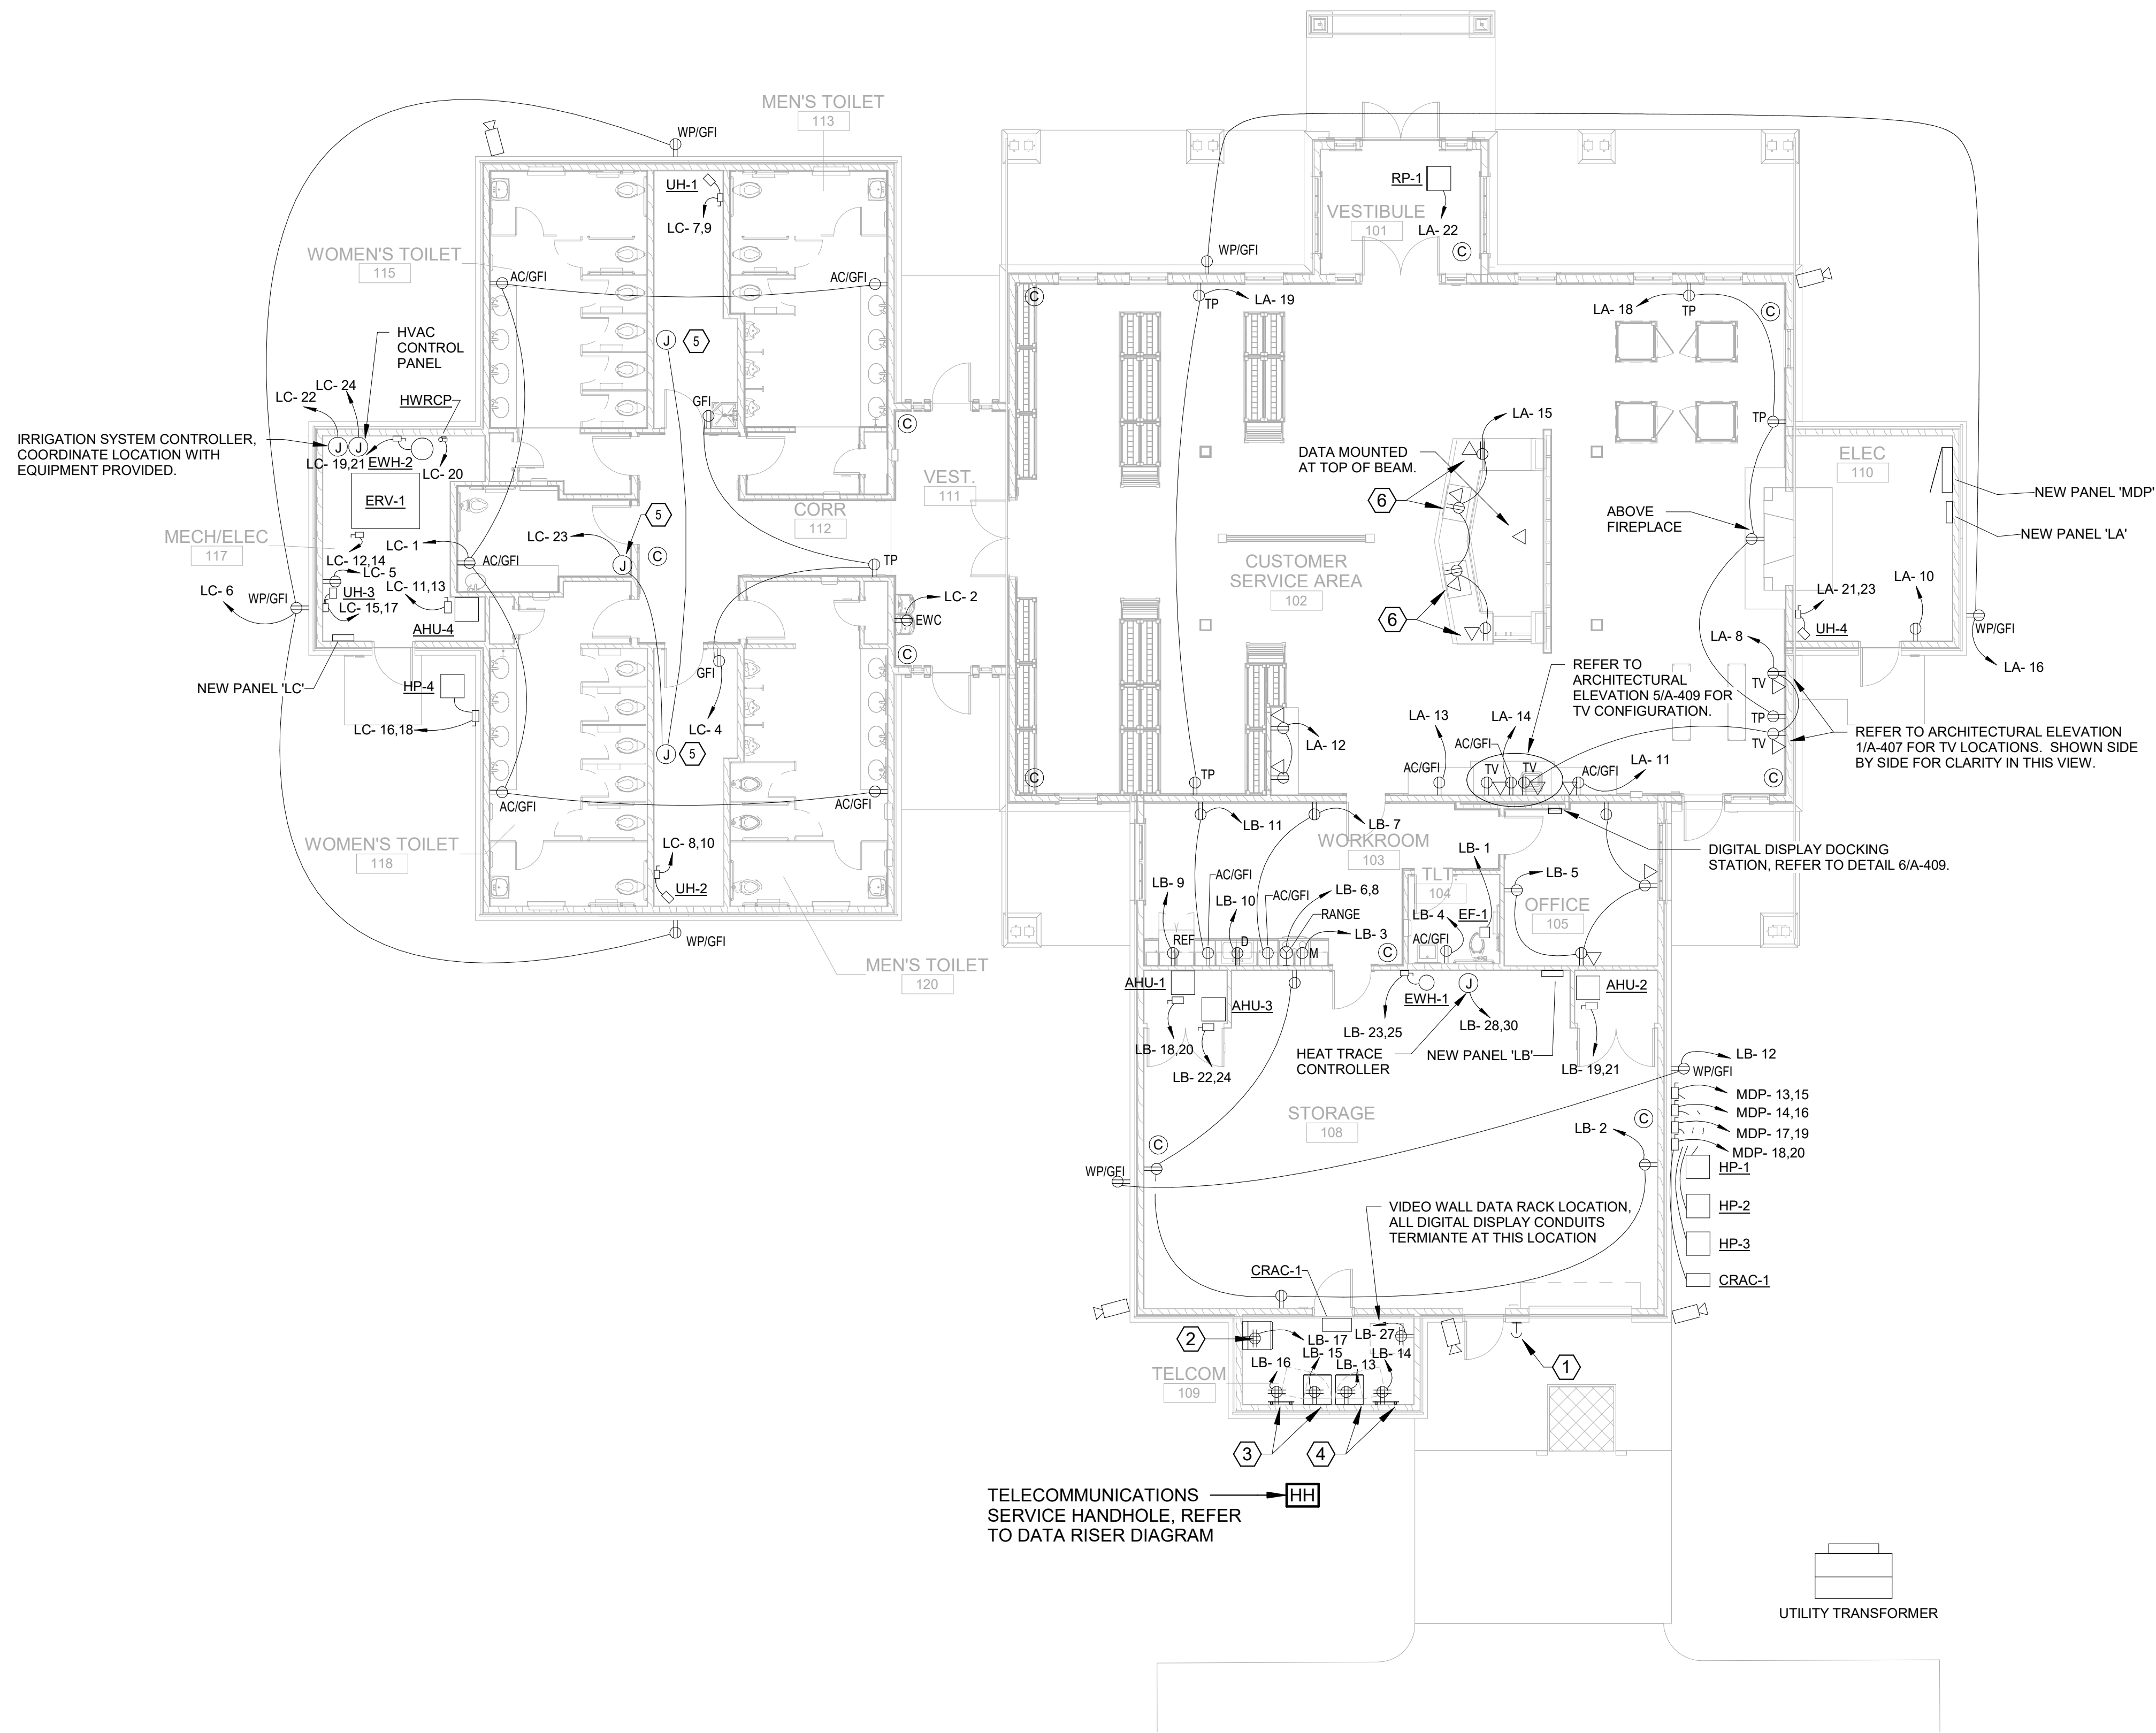 MEN'S TOILET
113
WP/GFI
UH-1
LC- 7,9
WOMEN'S TOILET
115
AC/GFI
AC/GFI
RP-1
VESTIBULE
101
LA- 22
C
WP/GFI
C
TP
LA- 19
LA- 18
TP
C
HVAC
CONTROL
PANEL
J
5
LC- 24
LC- 22
HWRCP
GFI
C
TP
LA- 15
IRRIGATION SYSTEM CONTROLLER,
COORDINATE LOCATION WITH
EQUIPMENT PROVIDED.
J
J
LC- 19,21
EWH-2
LC- 20
DATA MOUNTED
AT TOP OF BEAM.
ELEC
110
VEST.
111
ERV-1
6
NEW PANEL 'MDP'
CORR
112
5
ABOVE
FIREPLACE
NEW PANEL 'LA'
MECH/ELEC
117
LC- 1
LC- 23
LC- 12,14
AC/GFI
J
C
TP
CUSTOMER
SERVICE AREA
102
LC- 5
LC- 6
WP/GFI
UH-3
LC- 11,13
LC- 15,17
AHU-4
LC- 2
EWC
6
LA- 21,23
LA- 10
UH-4
WP/GFI
LA- 8
LA- 16
C
GFI
NEW PANEL 'LC'
HP-4
REFER TO
ARCHITECTURAL
ELEVATION 5/A-409 FOR
TV CONFIGURATION.
TV
TP
TV
LC- 16,18
LC- 4
J
5
LA- 12
LA- 13
LA- 14
AC/GFI
REFER TO ARCHITECTURAL ELEVATION
1/A-407 FOR TV LOCATIONS. SHOWN SIDE
BY SIDE FOR CLARITY IN THIS VIEW.
C
TP
AC/GFI
TV
TV
AC/GFI
LA- 11
C
AC/GFI
AC/GFI
LB- 11
LB- 7
WORKROOM
103
WOMEN'S TOILET
118
LC- 8,10
UH-2
LB- 1
DIGITAL DISPLAY DOCKING
STATION, REFER TO DETAIL 6/A-409.
AC/GFI
TLT
104
LB- 5
LB- 9
LB- 10
AC/GFI
LB- 6,8
RANGE
LB- 4
EF-1
OFFICE
105
WP/GFI
REF
D
M
LB- 3
C
AC/GFI
MEN'S TOILET
120
AHU-1
AHU-3
EWH-1
J
AHU-2
LB- 18,20
LB- 22,24
LB- 23,25
LB- 28,30
HEAT TRACE
CONTROLLER
NEW PANEL 'LB'
LB- 19,21
LB- 12
WP/GFI
MDP- 13,15
MDP- 14,16
MDP- 17,19
MDP- 18,20
STORAGE
108
C
C
LB- 2
WP/GFI
HP-1
HP-2
HP-3
CRAC-1
VIDEO WALL DATA RACK LOCATION,
ALL DIGITAL DISPLAY CONDUITS
TERMIANTE AT THIS LOCATION
CRAC-1
2
LB- 17
LB- 27
LB- 15
LB- 14
LB- 16
LB- 13
1
TELCOM
109
3
4
TELECOMMUNICATIONS
SERVICE HANDHOLE, REFER
TO DATA RISER DIAGRAM
HH
UTILITY TRANSFORMER